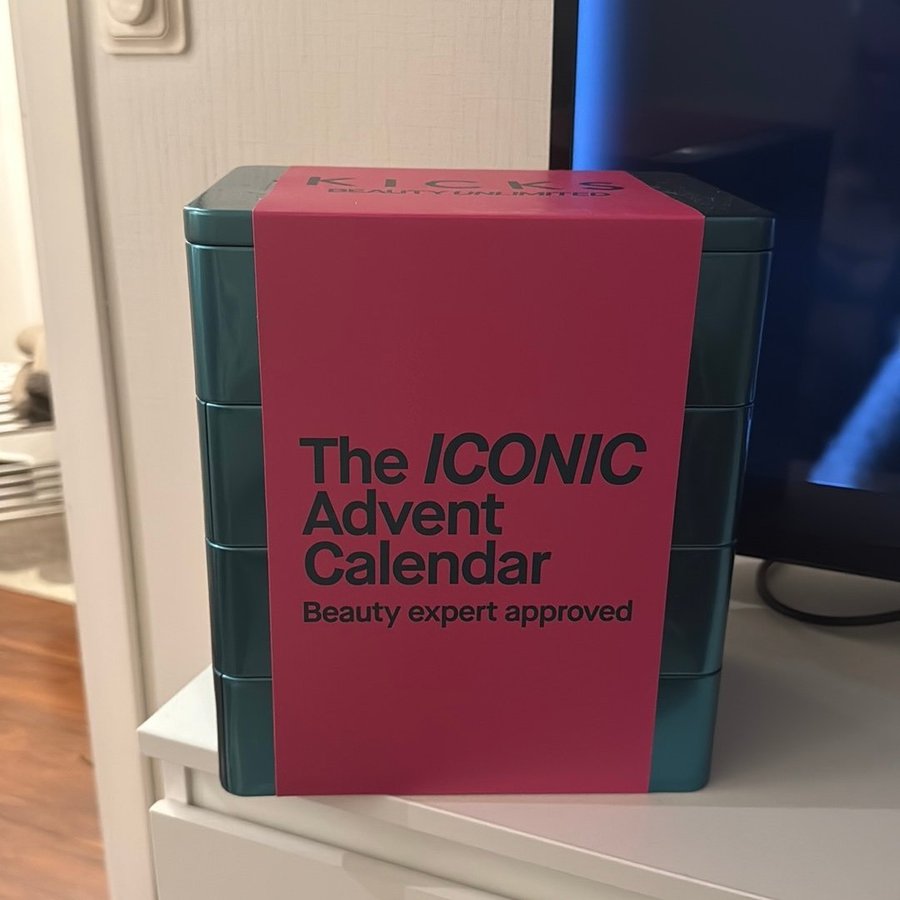 KICKS
BEAUTY UNLIMITED
The ICONIC
Advent
Calendar
Beauty expert approved